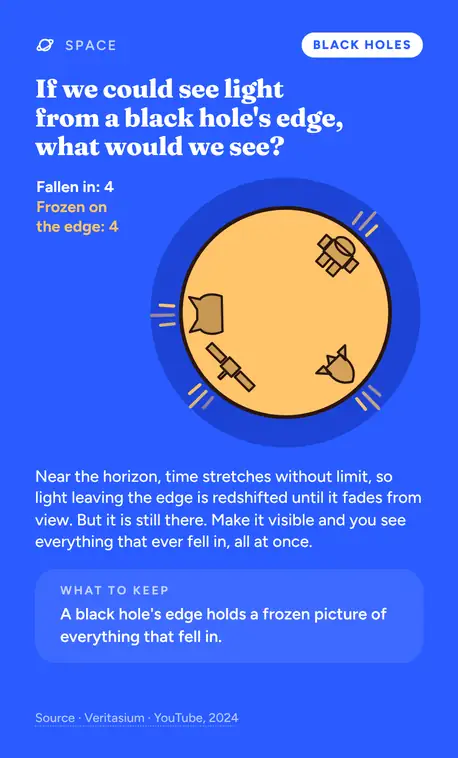 SPACE
BLACK HOLES
If we could see light
from a black hole's edge,
what would we see?
Fallen in: 4
Frozen on
the edge: 4
Near the horizon, time stretches without limit, so
light leaving the edge is redshifted until it fades from
view. But it is still there. Make it visible and you see
everything that ever fell in, all at once.
WHAT TO KEEP
A black hole's edge holds a frozen picture of
everything that fell in.
Source · Veritasium · YouTube, 2024